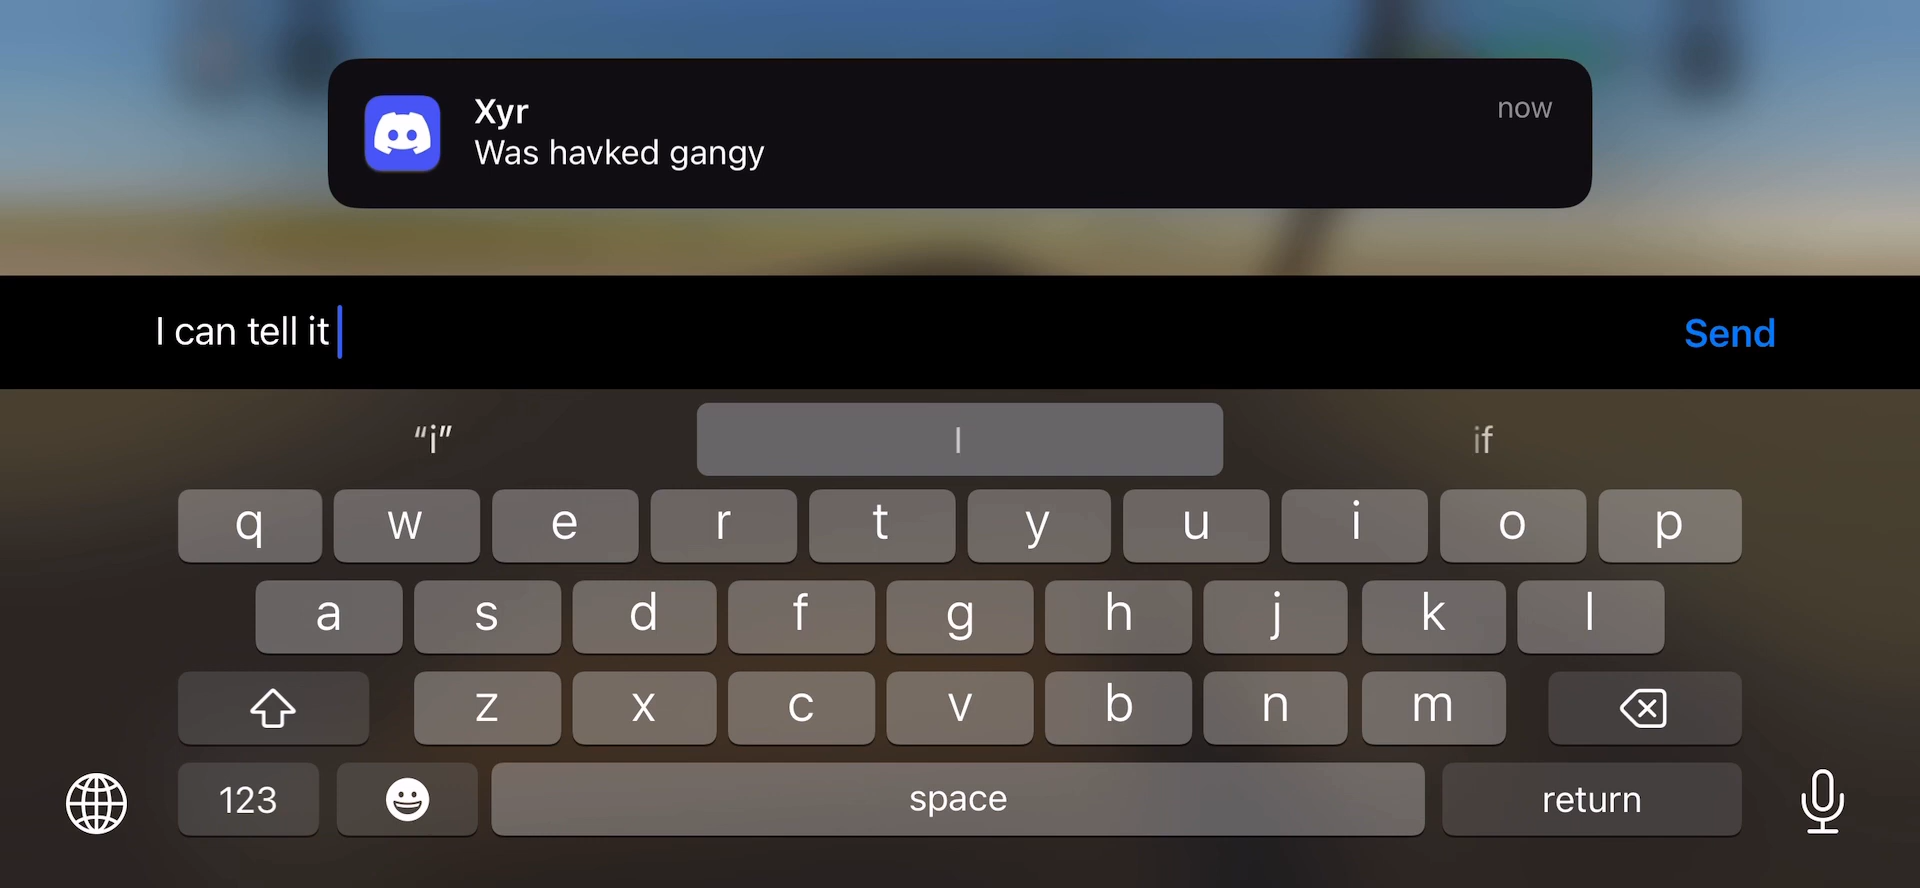 Xyr
now
Was havked gangy
I can tell it
Send
“i” I if
q w e r t y u i o p
a s d f g h j k l
z x c v b n m
123 space return